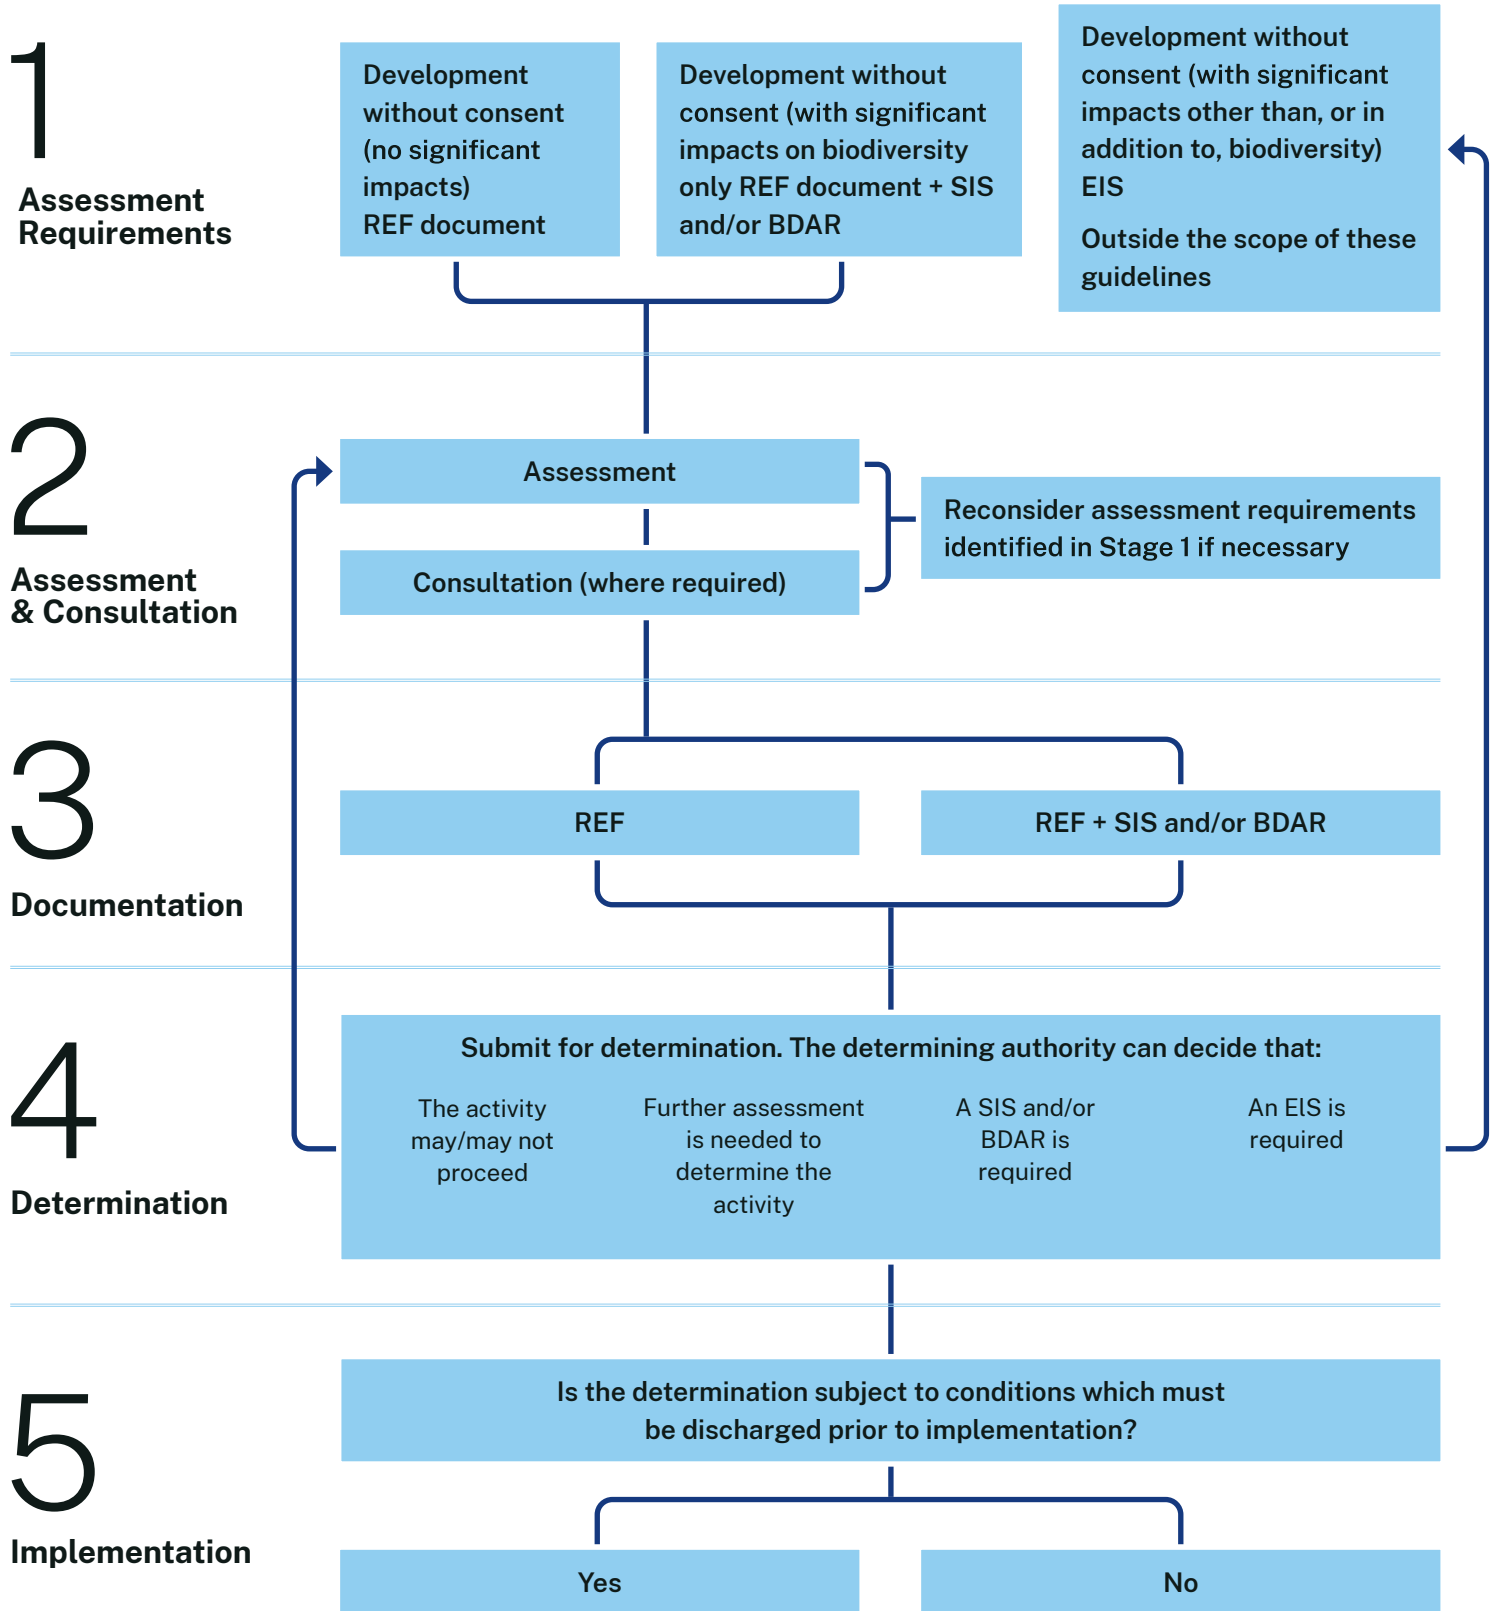 1
Assessment
Requirements
Development
without consent
(no significant
impacts)
REF document
Development without
consent (with significant
impacts on biodiversity
only REF document + SIS
and/or BDAR
Development without
consent (with significant
impacts other than, or in
addition to, biodiversity)
EIS
Outside the scope of these
guidelines
2
Assessment
& Consultation
Assessment
Consultation (where required)
Reconsider assessment requirements
identified in Stage 1 if necessary
3
Documentation
REF
REF + SIS and/or BDAR
4
Determination
Submit for determination. The determining authority can decide that:
The activity
may/may not
proceed
Further assessment
is needed to
determine the
activity
A SIS and/or
BDAR is
required
An EIS is
required
5
Implementation
Is the determination subject to conditions which must
be discharged prior to implementation?
Yes
No